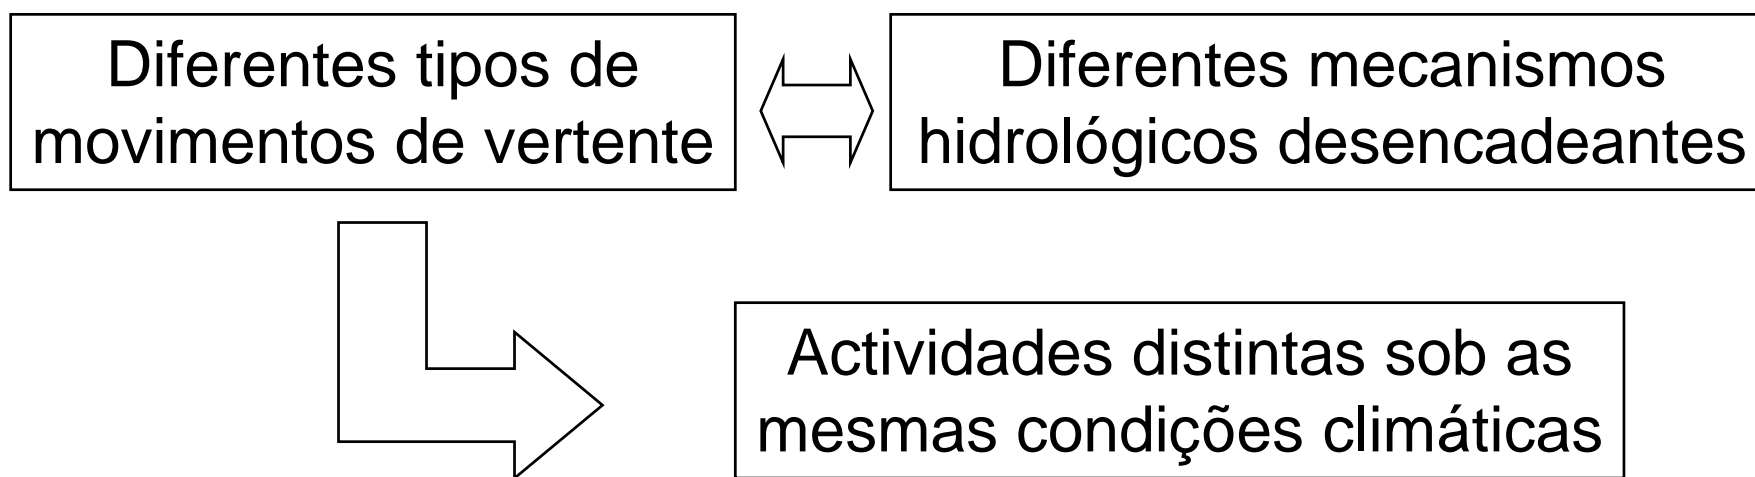 Diferentes tipos de
movimentos de vertente
Diferentes mecanismos
hidrológicos desencadeantes
Actividades distintas sob as
mesmas condições climáticas